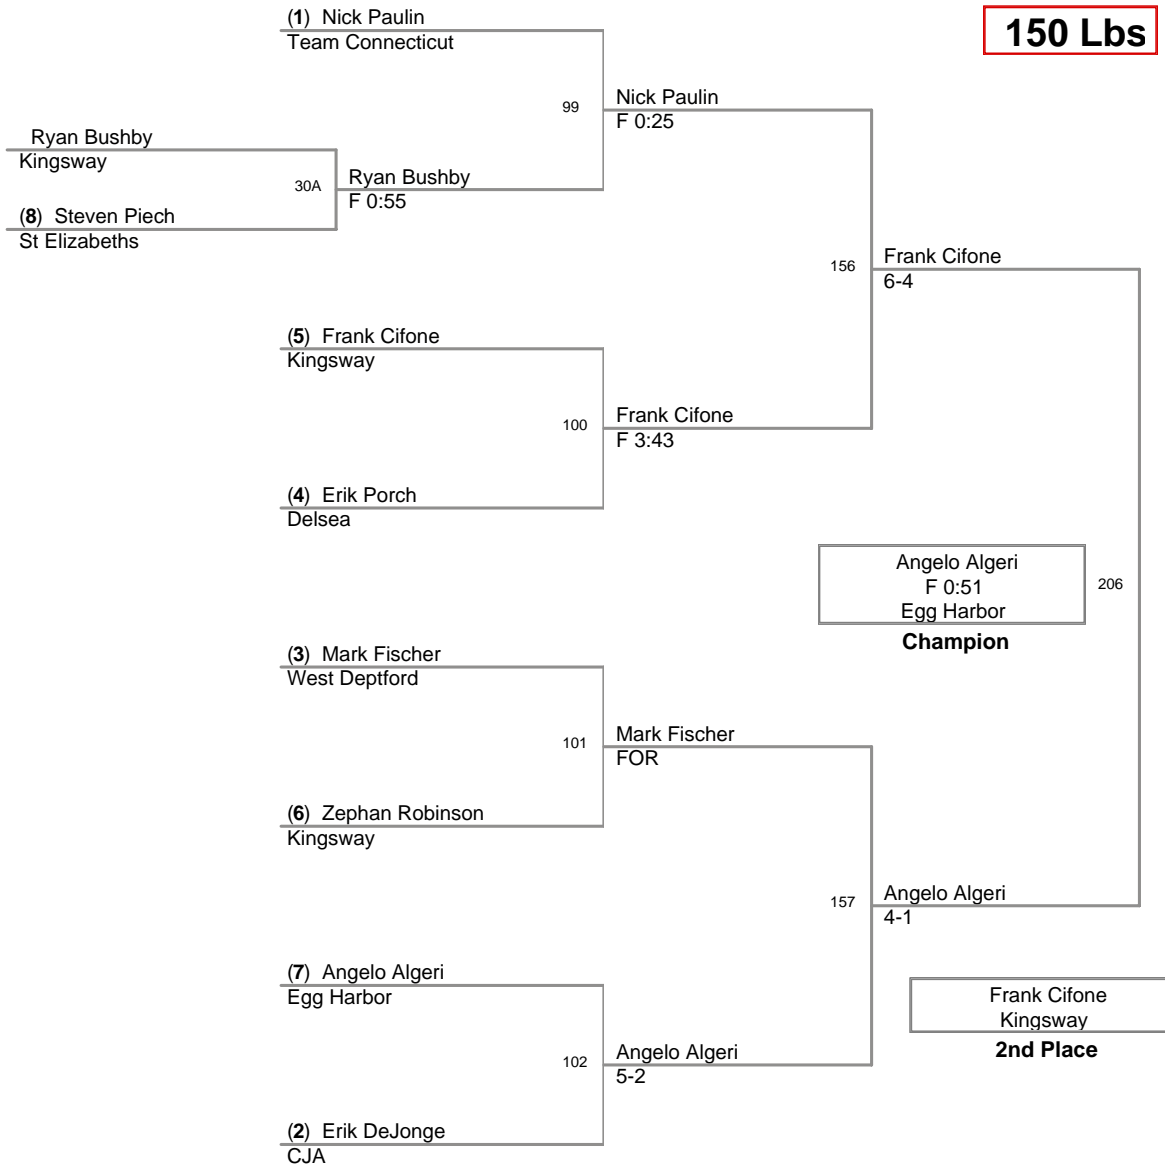 (1) Nick Paulin
Team Connecticut
150 Lbs
99
Nick Paulin
F 0:25
Ryan Bushby
Kingsway
30A
Ryan Bushby
F 0:55
(8) Steven Piech
St Elizabeths
156
Frank Cifone
6-4
(5) Frank Cifone
Kingsway
100
Frank Cifone
F 3:43
(4) Erik Porch
Delsea
Angelo Algeri
F 0:51
Egg Harbor
206
Champion
(3) Mark Fischer
West Deptford
101
Mark Fischer
FOR
(6) Zephan Robinson
Kingsway
157
Angelo Algeri
4-1
(7) Angelo Algeri
Egg Harbor
Frank Cifone
Kingsway
2nd Place
102
Angelo Algeri
5-2
(2) Erik DeJonge
CJA